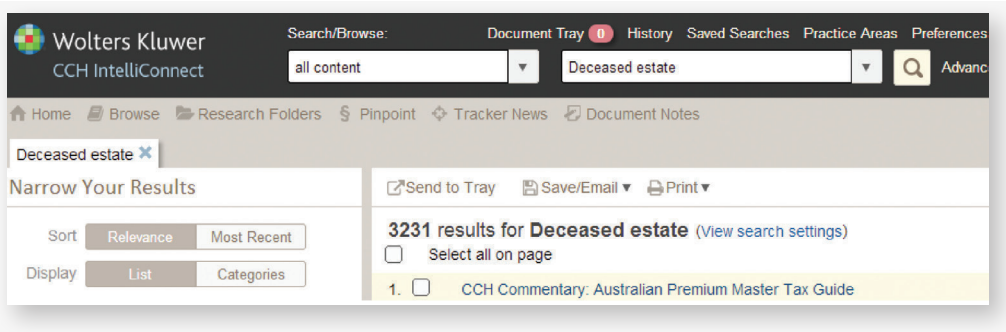 Wolters Kluwer
CCH IntelliConnect
Search/Browse:
Document Tray 0 History Saved Searches Practice Areas Preferences
all content
Deceased estate
Advanc
Home Browse Research Folders § Pinpoint Tracker News Document Notes
Deceased estate
Narrow Your Results
Sort Relevance Most Recent
Display List Categories
Send to Tray Save/Email Print
3231 results for Deceased estate (View search settings)
Select all on page
1. CCH Commentary: Australian Premium Master Tax Guide